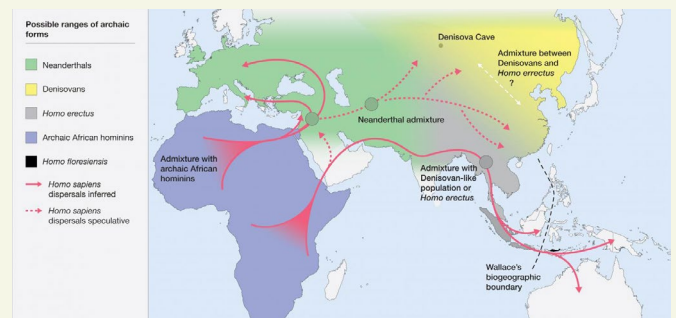 Possible ranges of archaic
forms
Neanderthals
Denisovans
Homo erectus
Archaic African hominins
Homo floresiensis
Homo sapiens
dispersals inferred
Homo sapiens
dispersals speculative
Denisova Cave
Admixture between
Denisovans and
Homo errectus
?
Neanderthal admixture
Admixture with
archaic African
hominins
Admixture with
Denisovan-like
population or
Homo erectus
Wallace's
biogeographic
boundary